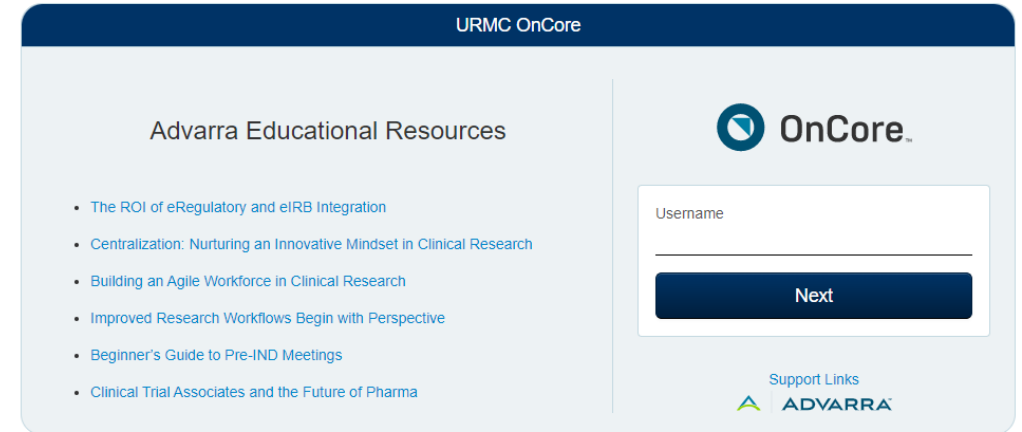 URMC OnCore
Advarra Educational Resources
The ROI of eRegulatory and eIRB Integration
Centralization: Nurturing an Innovative Mindset in Clinical Research
Building an Agile Workforce in Clinical Research
Improved Research Workflows Begin with Perspective
Beginner's Guide to Pre-IND Meetings
Clinical Trial Associates and the Future of Pharma
OnCore™
Username
Next
Support Links
ADVARRA